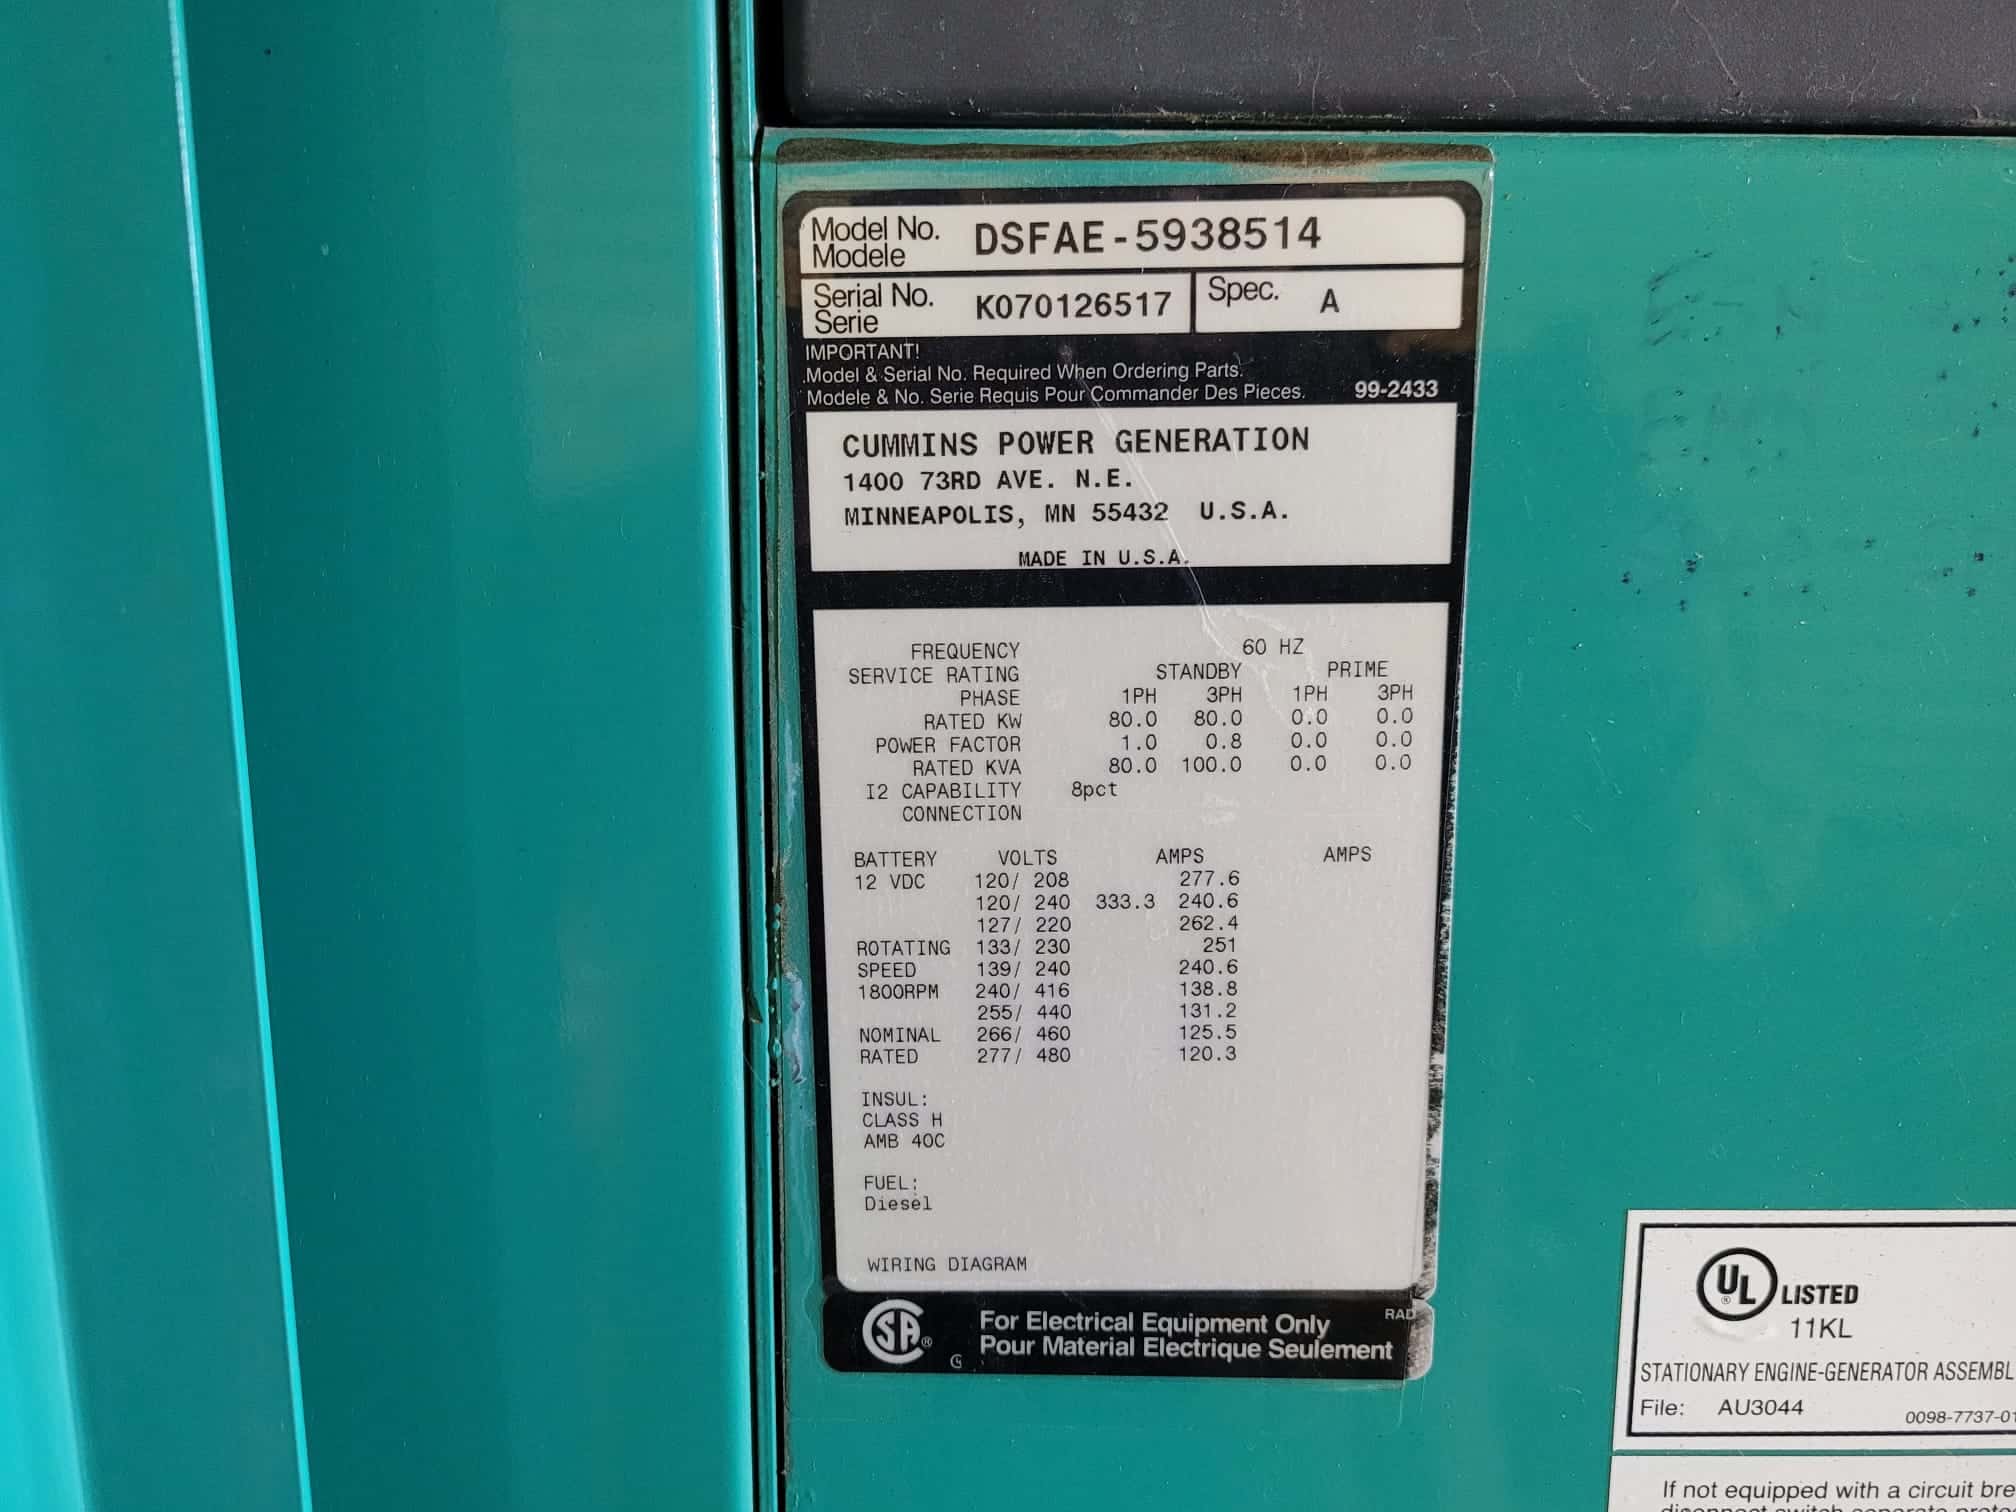 Model No. DSFAE-5938514
Modele
Serial No. K070126517 Spec. A
Serie
IMPORTANT!
Model & Serial No. Required When Ordering Parts.
Modele & No. Serie Requis Pour Commander Des Pieces. 99-2433
CUMMINS POWER GENERATION
1400 73RD AVE. N.E.
MINNEAPOLIS, MN 55432 U.S.A.
MADE IN U.S.A.
FREQUENCY 60 HZ
SERVICE RATING STANDBY PRIME
PHASE 1PH 3PH 1PH 3PH
RATED KW 80.0 80.0 0.0 0.0
POWER FACTOR 1.0 0.8 0.0 0.0
RATED KVA 80.0 100.0 0.0 0.0
I2 CAPABILITY 8pct
CONNECTION
BATTERY VOLTS AMPS AMPS
12 VDC 120/ 208 277.6
120/ 240 333.3 240.6
127/ 220 262.4
ROTATING 133/ 230 251
SPEED 139/ 240 240.6
1800RPM 240/ 416 138.8
255/ 440 131.2
NOMINAL 266/ 460 125.5
RATED 277/ 480 120.3
INSUL:
CLASS H
AMB 40C
FUEL:
Diesel
WIRING DIAGRAM
SA ® For Electrical Equipment Only RAD
Pour Material Electrique Seulement
UL ® LISTED
11KL
STATIONARY ENGINE-GENERATOR ASSEMBL
File: AU3044
0098-7737-01
If not equipped with a circuit bre